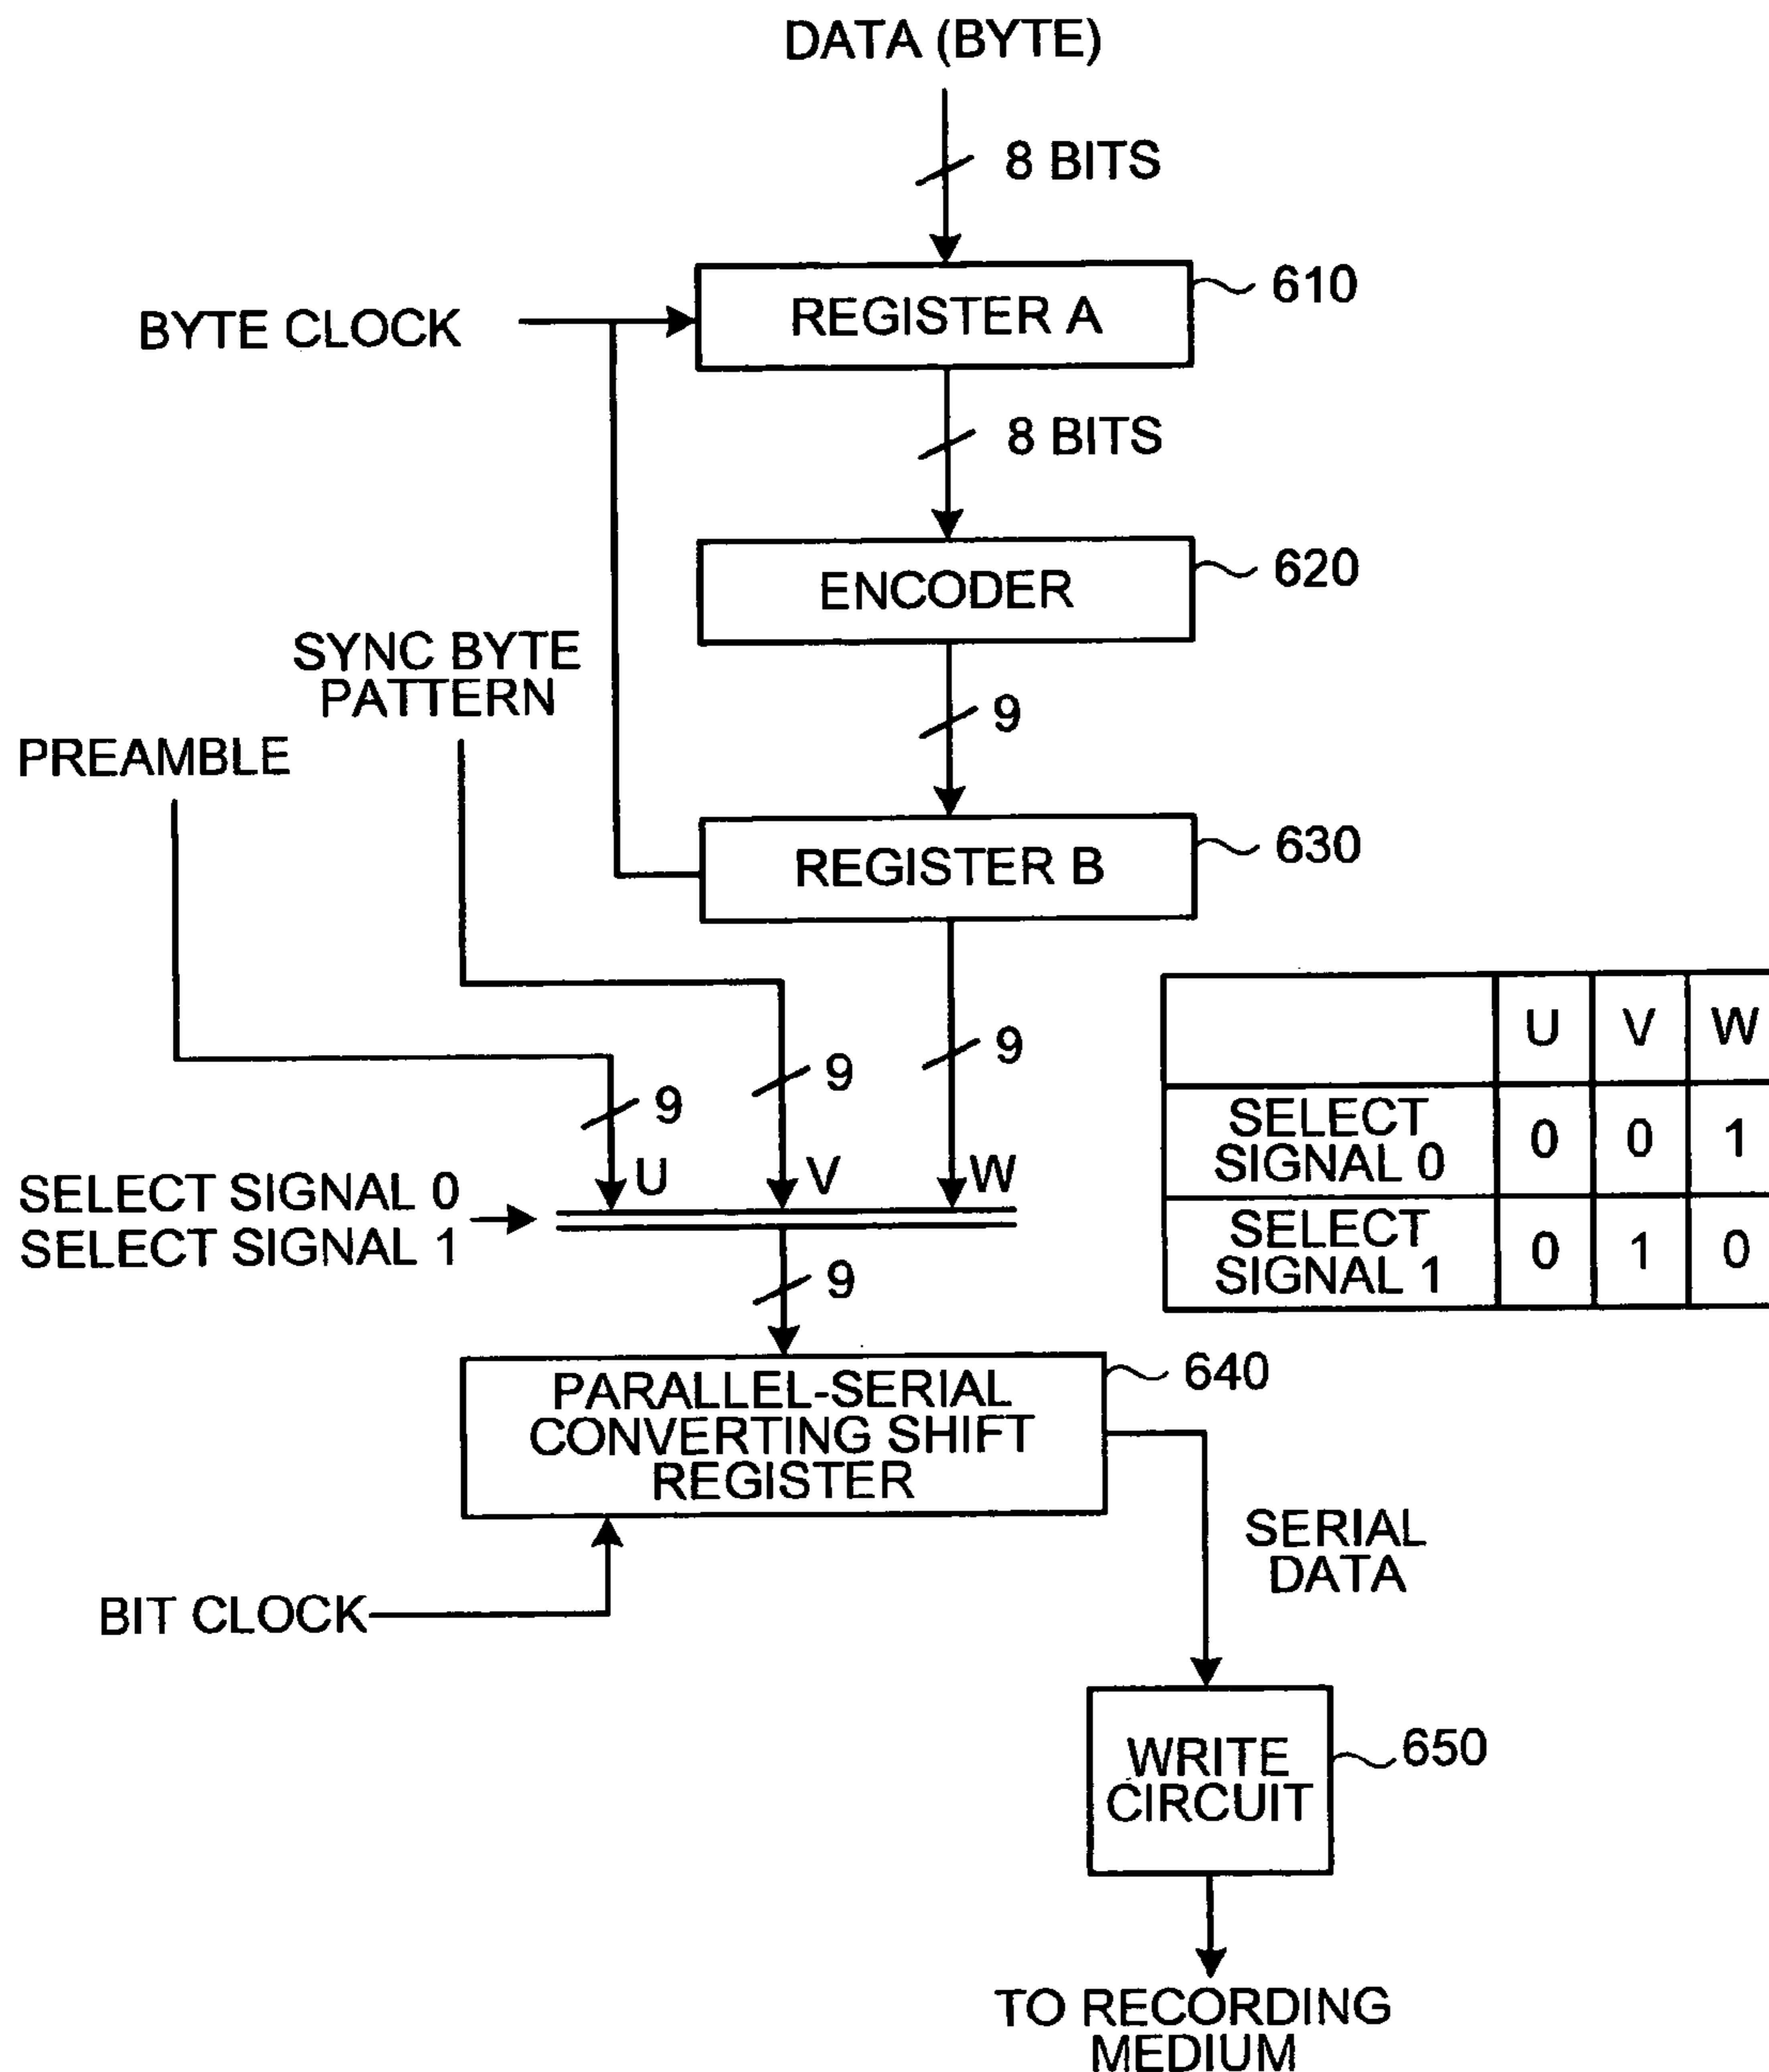 DATA (BYTE)
8 BITS
REGISTER A
610
BYTE CLOCK
8 BITS
ENCODER
620
SYNC BYTE
PATTERN
9
PREAMBLE
REGISTER B
630
9
9
9
U
V
W
SELECT SIGNAL 0
SELECT SIGNAL 1
U V W
SELECT
SIGNAL 0
0 0 1
SELECT
SIGNAL 1
0 1 0
9
PARALLEL-SERIAL
CONVERTING SHIFT
REGISTER
640
SERIAL
DATA
BIT CLOCK
WRITE
CIRCUIT
650
TO RECORDING
MEDIUM